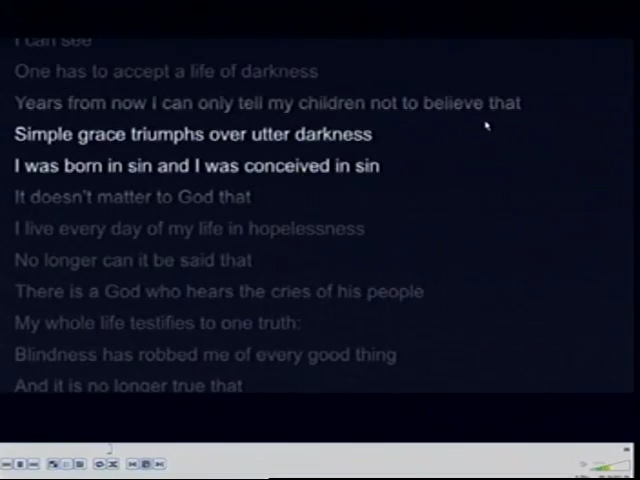 I can see
One has to accept a life of darkness
Years from now I can only tell my children not to believe that
Simple grace triumphs over utter darkness
I was born in sin and I was conceived in sin
It doesn't matter to God that
I live every day of my life in hopelessness
No longer can it be said that
There is a God who hears the cries of his people
My whole life testifies to one truth:
Blindness has robbed me of every good thing
And it is no longer true that